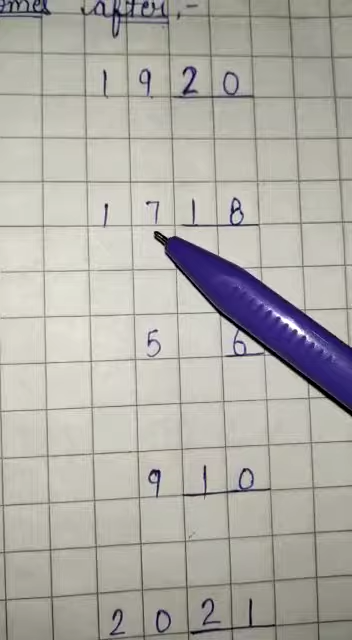 after,-
1 9 2 0
1 7 1 8
5 6
9 1 0
2 0 2 1